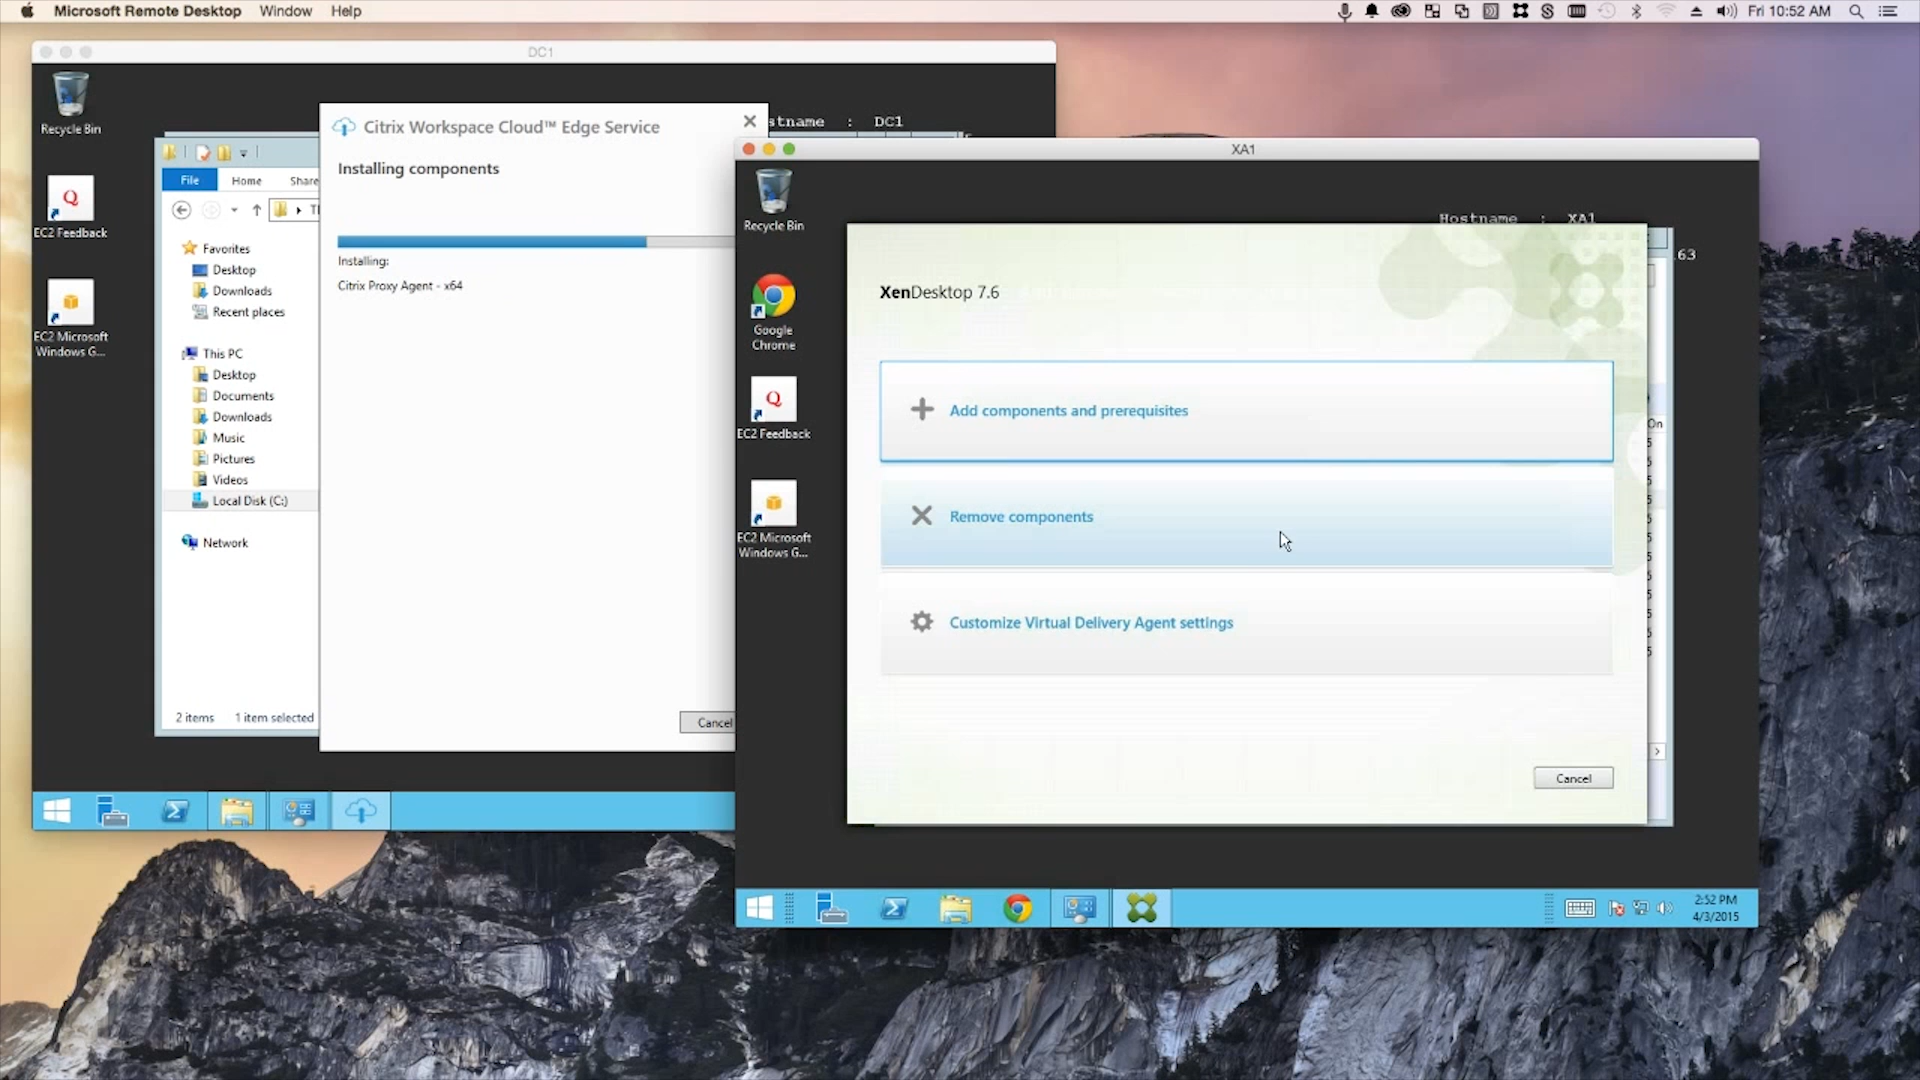 Microsoft Remote Desktop Window Help
Fri 10:52 AM
DC1
Recycle Bin
EC2 Feedback
EC2 Microsoft
Windows G...
stname : DC1
File Home Share
Favorites
Desktop
Downloads
Recent places
This PC
Desktop
Documents
Downloads
Music
Pictures
Videos
Local Disk (C:)
Network
2 items 1 item selected
Citrix Workspace Cloud™ Edge Service
Installing components
Installing:
Citrix Proxy Agent - x64
Cancel
XA1
Recycle Bin
Google
Chrome
EC2 Feedback
EC2 Microsoft
Windows G...
Hostname : XA1
.63
On
XenDesktop 7.6
Add components and prerequisites
Remove components
Customize Virtual Delivery Agent settings
Cancel
2:52 PM
4/3/2015